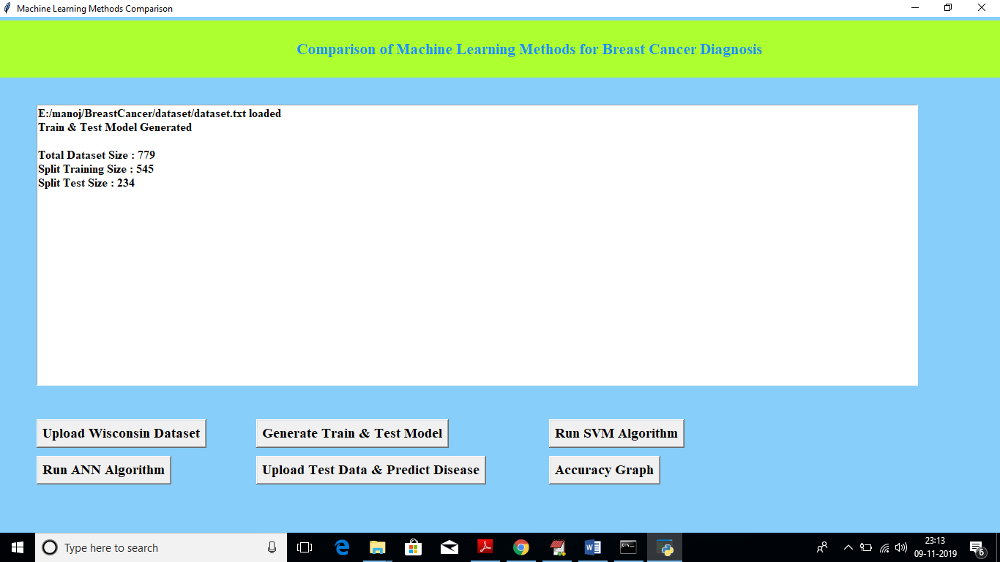 Machine Learning Methods Comparison
Comparison of Machine Learning Methods for Breast Cancer Diagnosis
E:/manoj/BreastCancer/dataset/dataset.txt loaded
Train & Test Model Generated
Total Dataset Size : 779
Split Training Size : 545
Split Test Size : 234
Upload Wisconsin Dataset
Generate Train & Test Model
Run SVM Algorithm
Run ANN Algorithm
Upload Test Data & Predict Disease
Accuracy Graph
Type here to search
23:13
09-11-2019
6